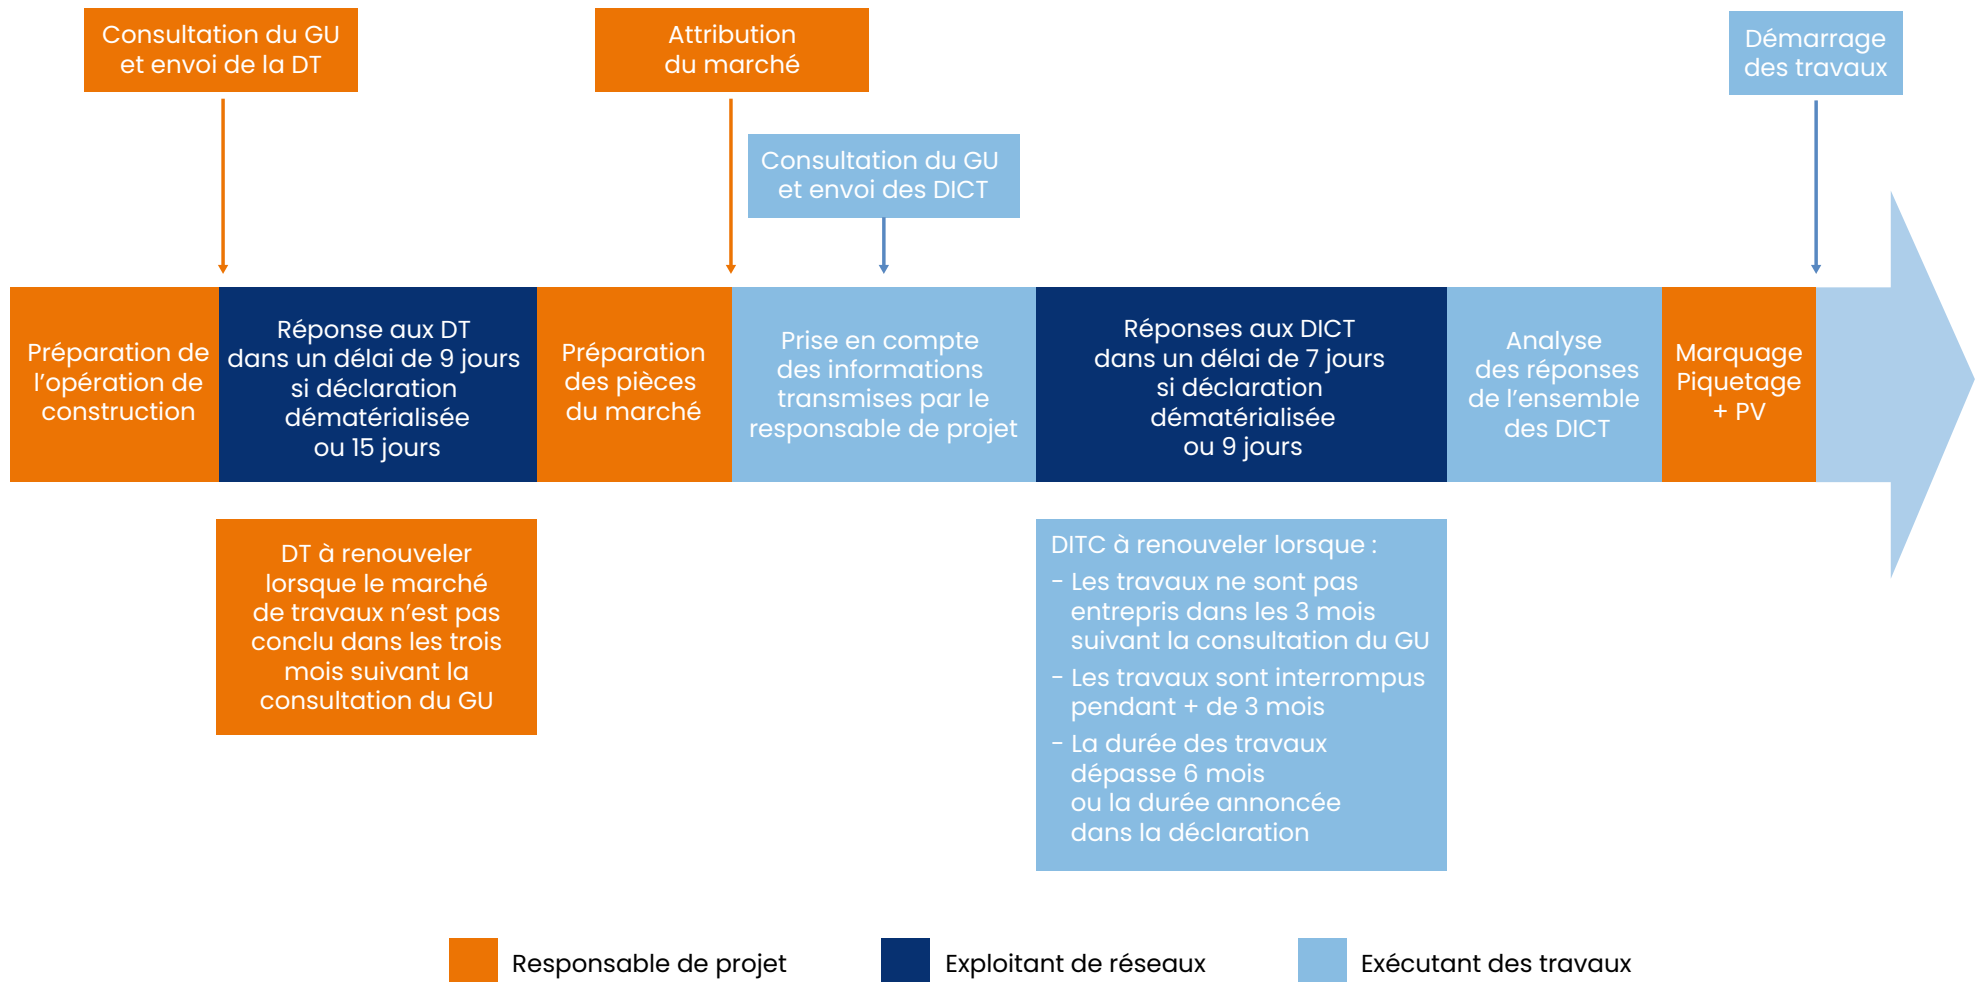 Consultation du GU
et envoi de la DT
Attribution
du marché
Démarrage
des travaux
Consultation du GU
et envoi des DICT
Préparation de
l’opération de
construction
Réponse aux DT
dans un délai de 9 jours
si déclaration
dématérialisée
ou 15 jours
Préparation
des pièces
du marché
Prise en compte
des informations
transmises par le
responsable de projet
Réponses aux DICT
dans un délai de 7 jours
si déclaration
dématérialisée
ou 9 jours
Analyse
des réponses
de l’ensemble
des DICT
Marquage
Piquetage
+ PV
DT à renouveler
lorsque le marché
de travaux n’est pas
conclu dans les trois
mois suivant la
consultation du GU
DITC à renouveler lorsque :
- Les travaux ne sont pas
entrepris dans les 3 mois
suivant la consultation du GU
- Les travaux sont interrompus
pendant + de 3 mois
- La durée des travaux
dépasse 6 mois
ou la durée annoncée
dans la déclaration
Responsable de projet
Exploitant de réseaux
Exécutant des travaux